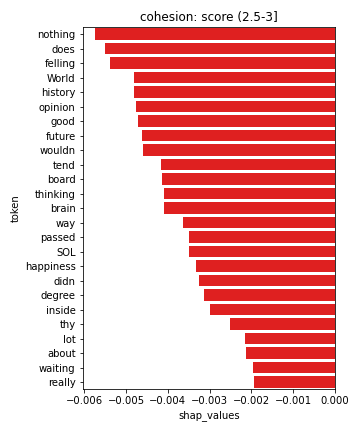 cohesion: score (2.5-3]
token
nothing
does
felling
World
history
opinion
good
future
wouldn
tend
board
thinking
brain
way
passed
SOL
happiness
didn
degree
inside
thy
lot
about
waiting
really
−0.006 −0.005 −0.004 −0.003 −0.002 −0.001 0.000
shap_values